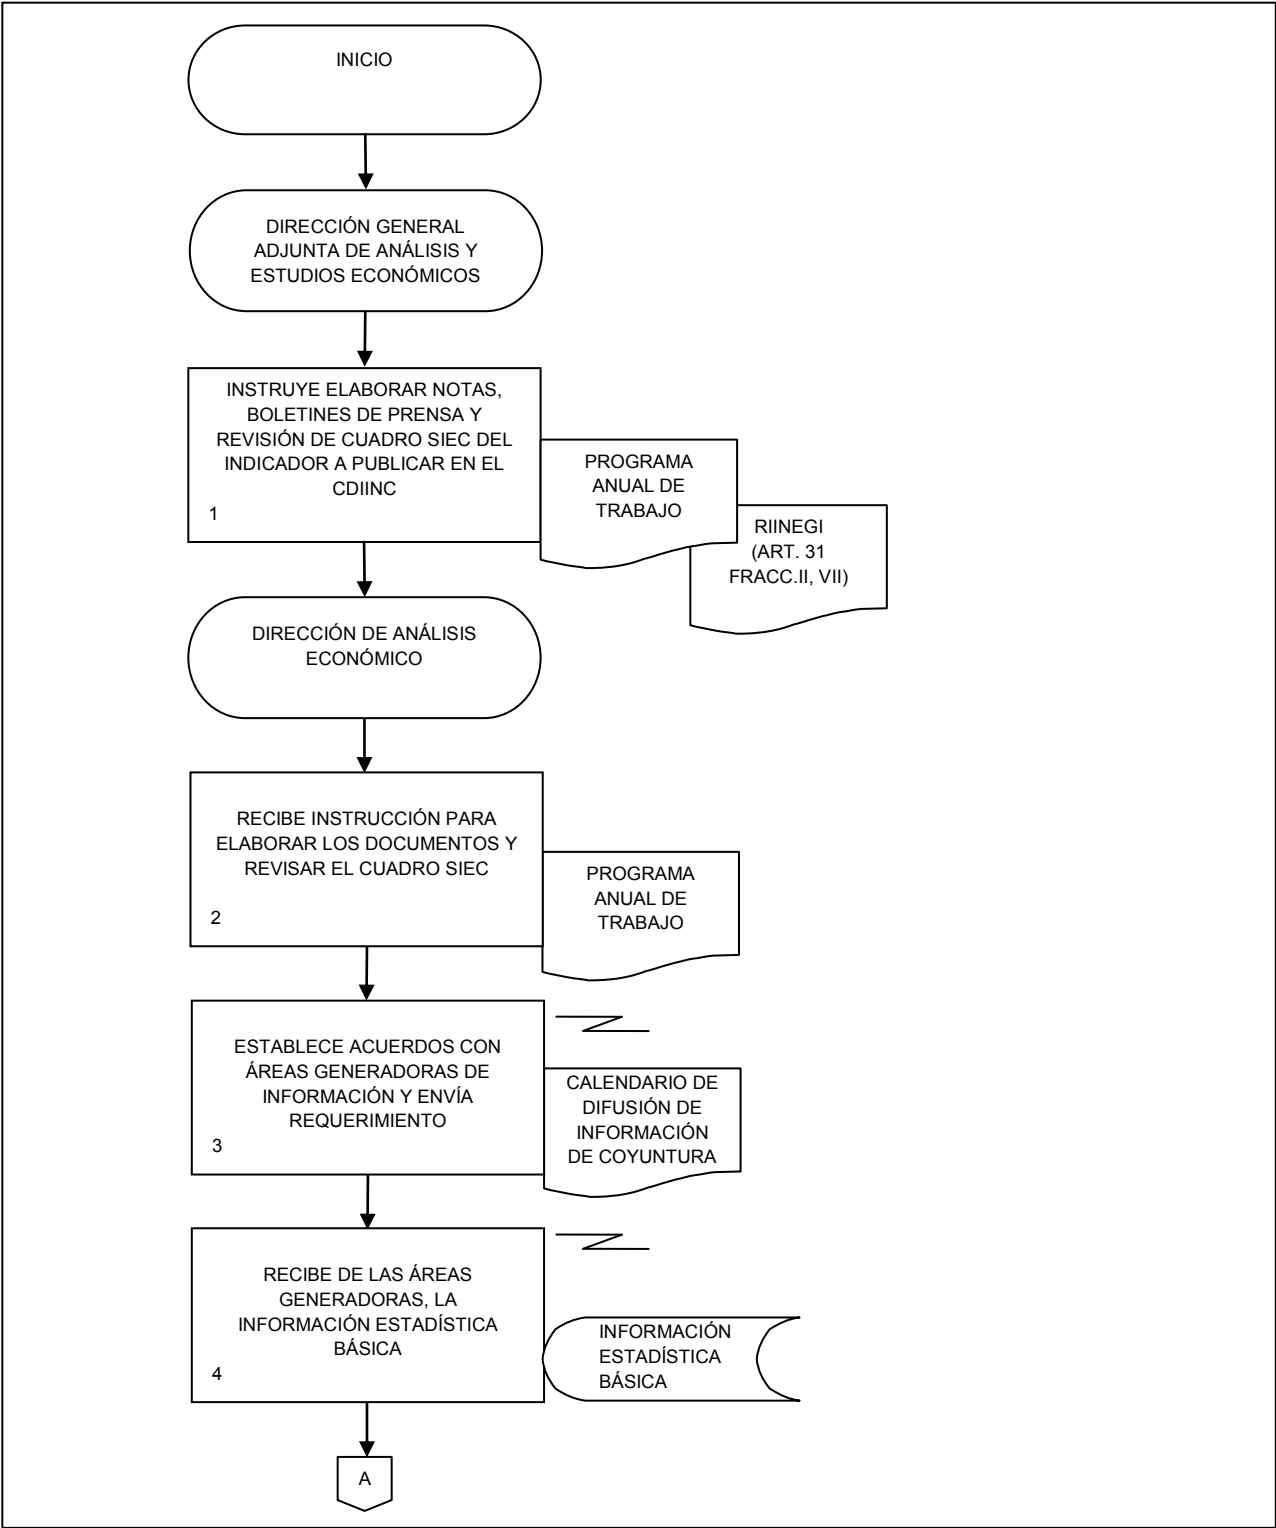 INICIO
DIRECCIÓN GENERAL
ADJUNTA DE ANÁLISIS Y
ESTUDIOS ECONÓMICOS
INSTRUYE ELABORAR NOTAS,
BOLETINES DE PRENSA Y
REVISIÓN DE CUADRO SIEC DEL
INDICADOR A PUBLICAR EN EL
CDIINC
1
PROGRAMA
ANUAL DE
TRABAJO
RIINEGI
(ART. 31
FRACC.II, VII)
DIRECCIÓN DE ANÁLISIS
ECONÓMICO
RECIBE INSTRUCCIÓN PARA
ELABORAR LOS DOCUMENTOS Y
REVISAR EL CUADRO SIEC
2
PROGRAMA
ANUAL DE
TRABAJO
ESTABLECE ACUERDOS CON
ÁREAS GENERADORAS DE
INFORMACIÓN Y ENVÍA
REQUERIMIENTO
3
CALENDARIO DE
DIFUSIÓN DE
INFORMACIÓN
DE COYUNTURA
RECIBE DE LAS ÁREAS
GENERADORAS, LA
INFORMACIÓN ESTADÍSTICA
BÁSICA
4
INFORMACIÓN
ESTADÍSTICA
BÁSICA
A